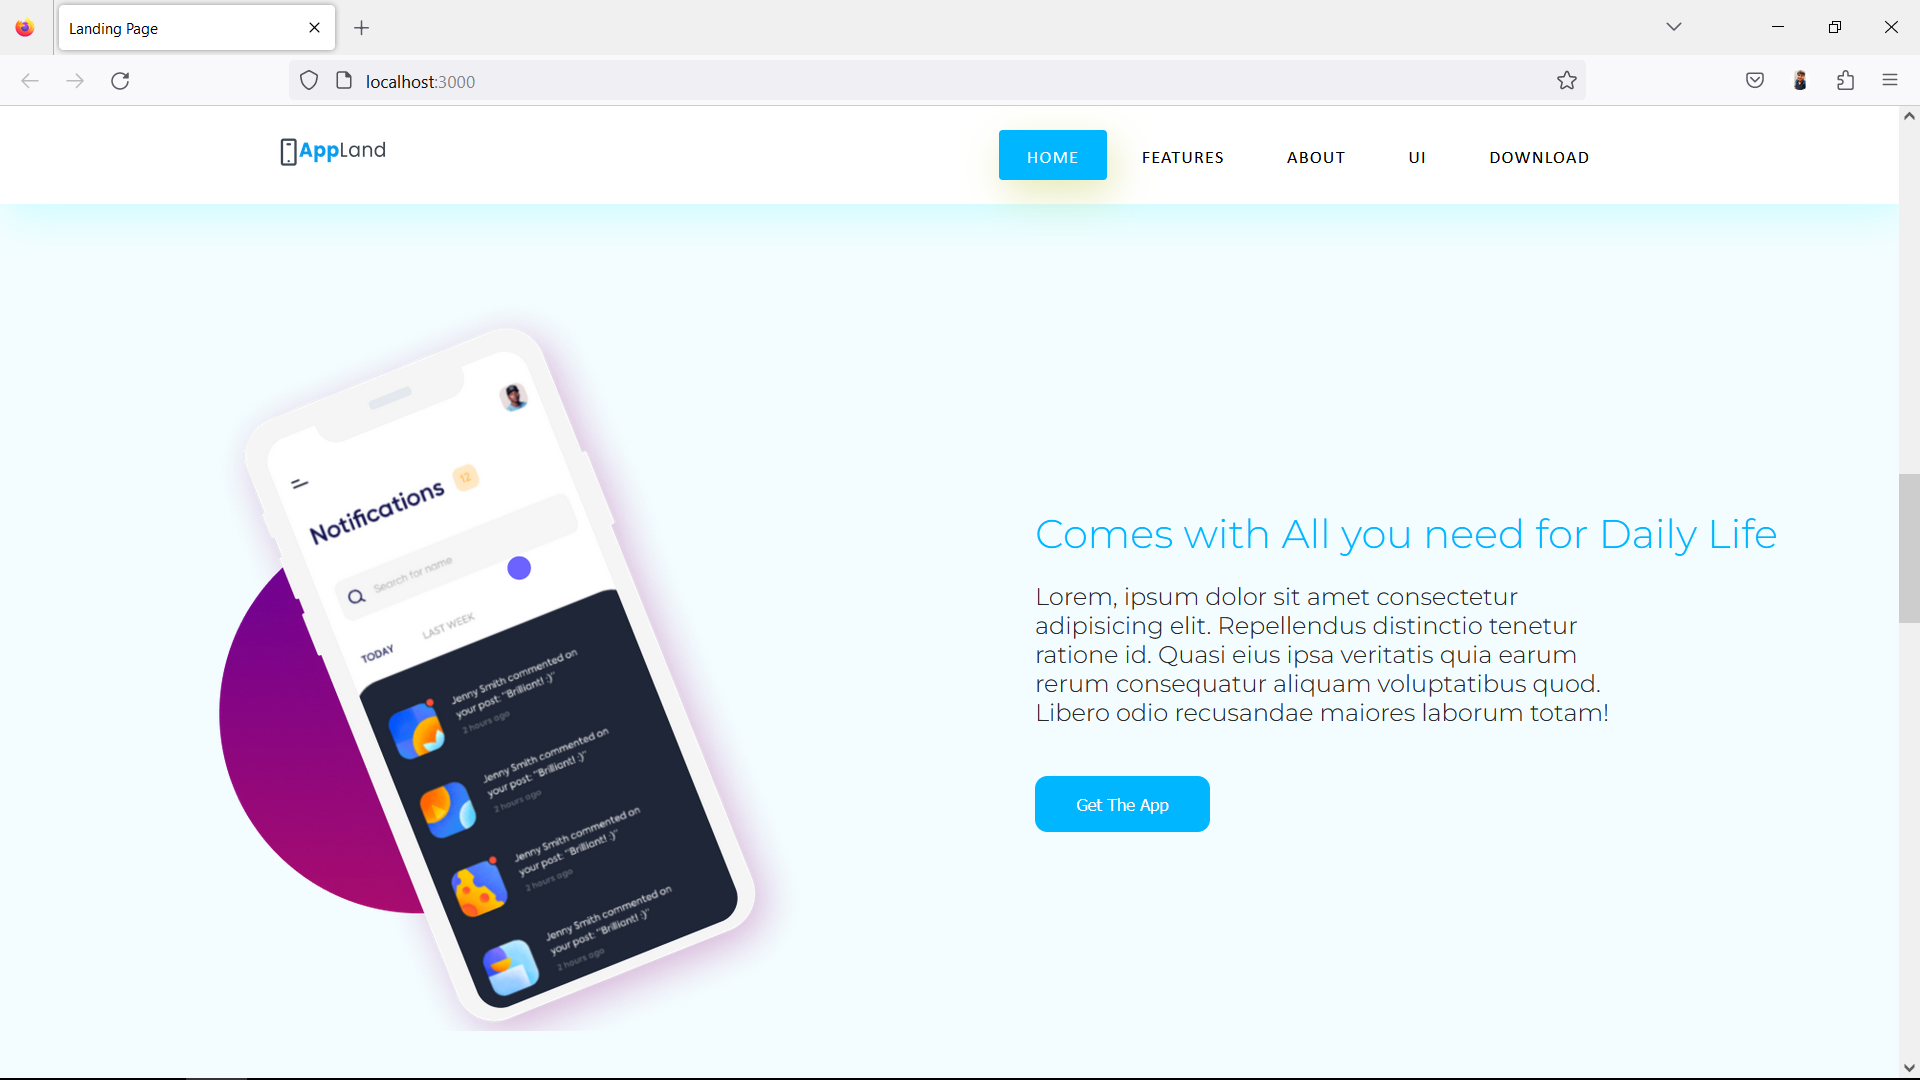 Landing Page
localhost:3000
AppLand
HOME
FEATURES
ABOUT
UI
DOWNLOAD
Notifications 12
Search for name
TODAY
LAST WEEK
Jenny Smith commented on
your post: "Brilliant! :)"
2 hours ago
Jenny Smith commented on
your post: "Brilliant! :)"
2 hours ago
Jenny Smith commented on
your post: "Brilliant! :)"
2 hours ago
Jenny Smith commented on
your post: "Brilliant! :)"
2 hours ago
Comes with All you need for Daily Life
Lorem, ipsum dolor sit amet consectetur
adipisicing elit. Repellendus distinctio tenetur
ratione id. Quasi eius ipsa veritatis quia earum
rerum consequatur aliquam voluptatibus quod.
Libero odio recusandae maiores laborum totam!
Get The App